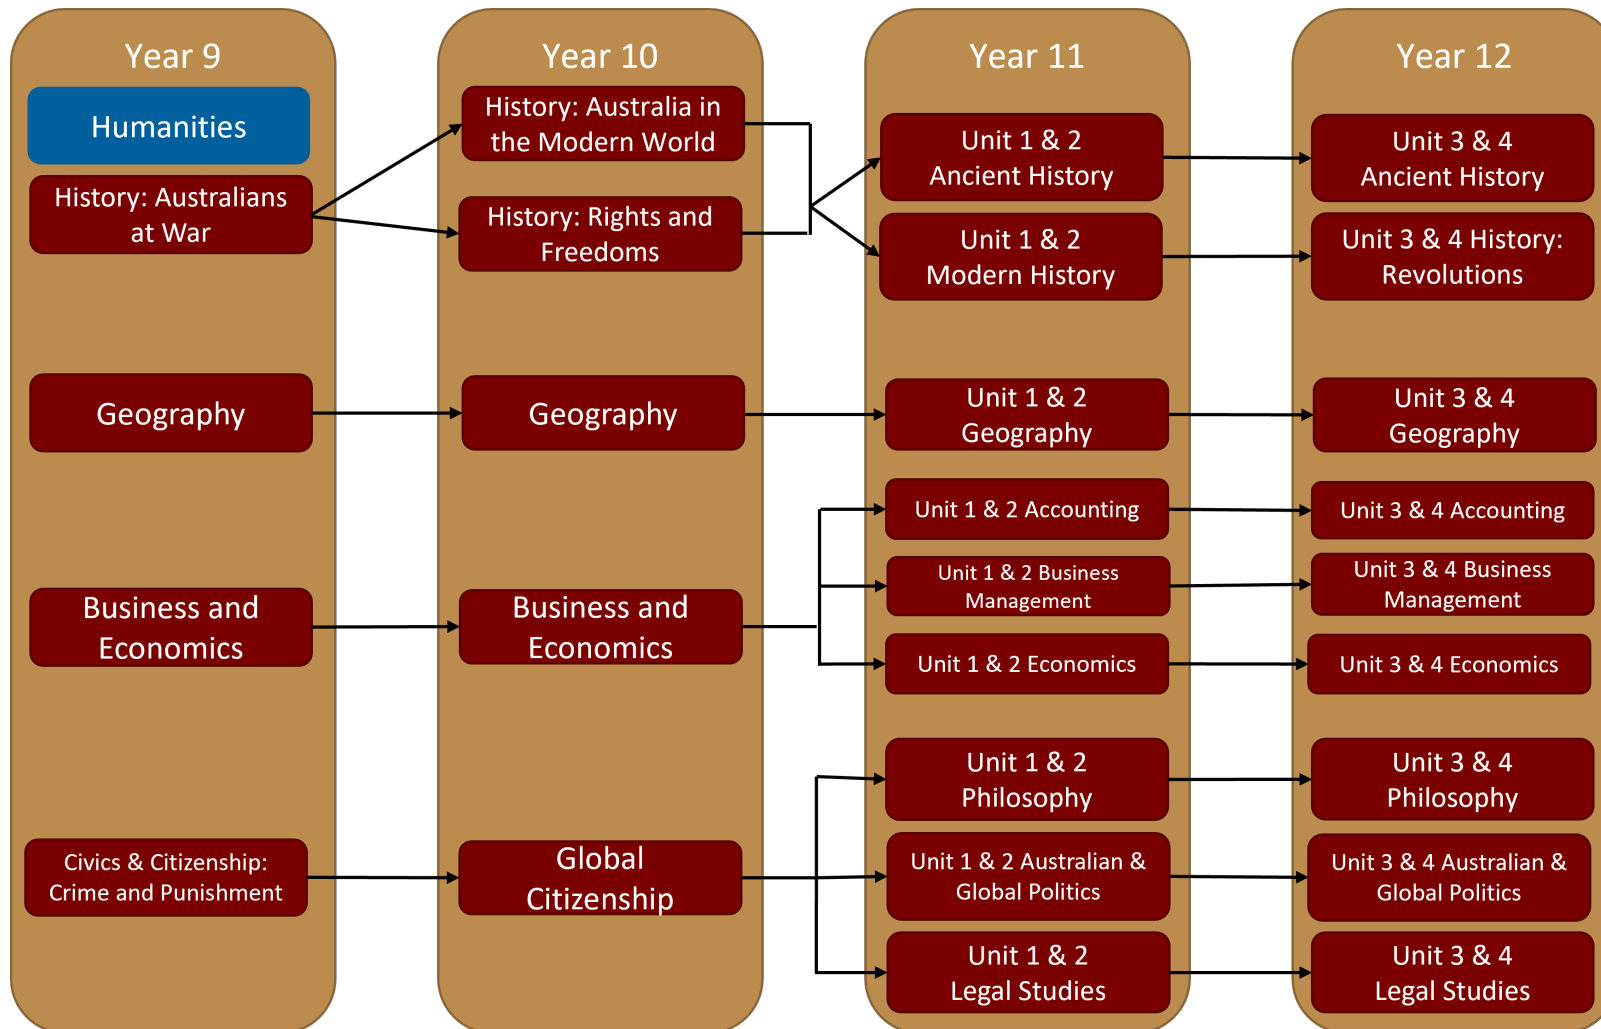 Year 9
Humanities
History: Australians
at War
Geography
Business and
Economics
Civics & Citizenship:
Crime and Punishment
Year 10
History: Australia in
the Modern World
History: Rights and
Freedoms
Geography
Business and
Economics
Global
Citizenship
Year 11
Unit 1 & 2
Ancient History
Unit 1 & 2
Modern History
Unit 1 & 2
Geography
Unit 1 & 2 Accounting
Unit 1 & 2 Business
Management
Unit 1 & 2 Economics
Unit 1 & 2
Philosophy
Unit 1 & 2 Australian &
Global Politics
Unit 1 & 2
Legal Studies
Year 12
Unit 3 & 4
Ancient History
Unit 3 & 4 History:
Revolutions
Unit 3 & 4
Geography
Unit 3 & 4 Accounting
Unit 3 & 4 Business
Management
Unit 3 & 4 Economics
Unit 3 & 4
Philosophy
Unit 3 & 4 Australian &
Global Politics
Unit 3 & 4
Legal Studies